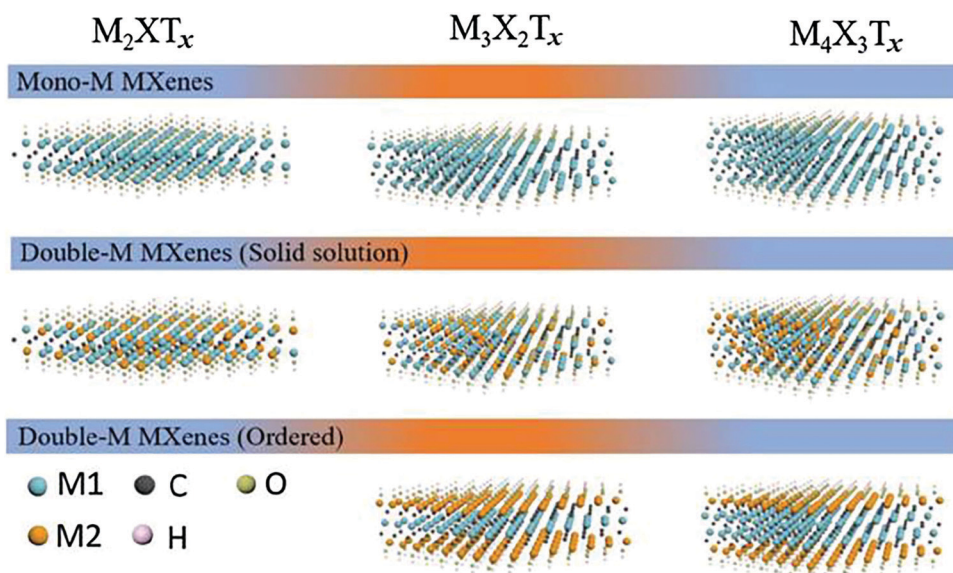 M₂XTₓ M₃X₂Tₓ M₄X₃Tₓ
Mono-M MXenes
Double-M MXenes (Solid solution)
Double-M MXenes (Ordered)
M1 C O
M2 H